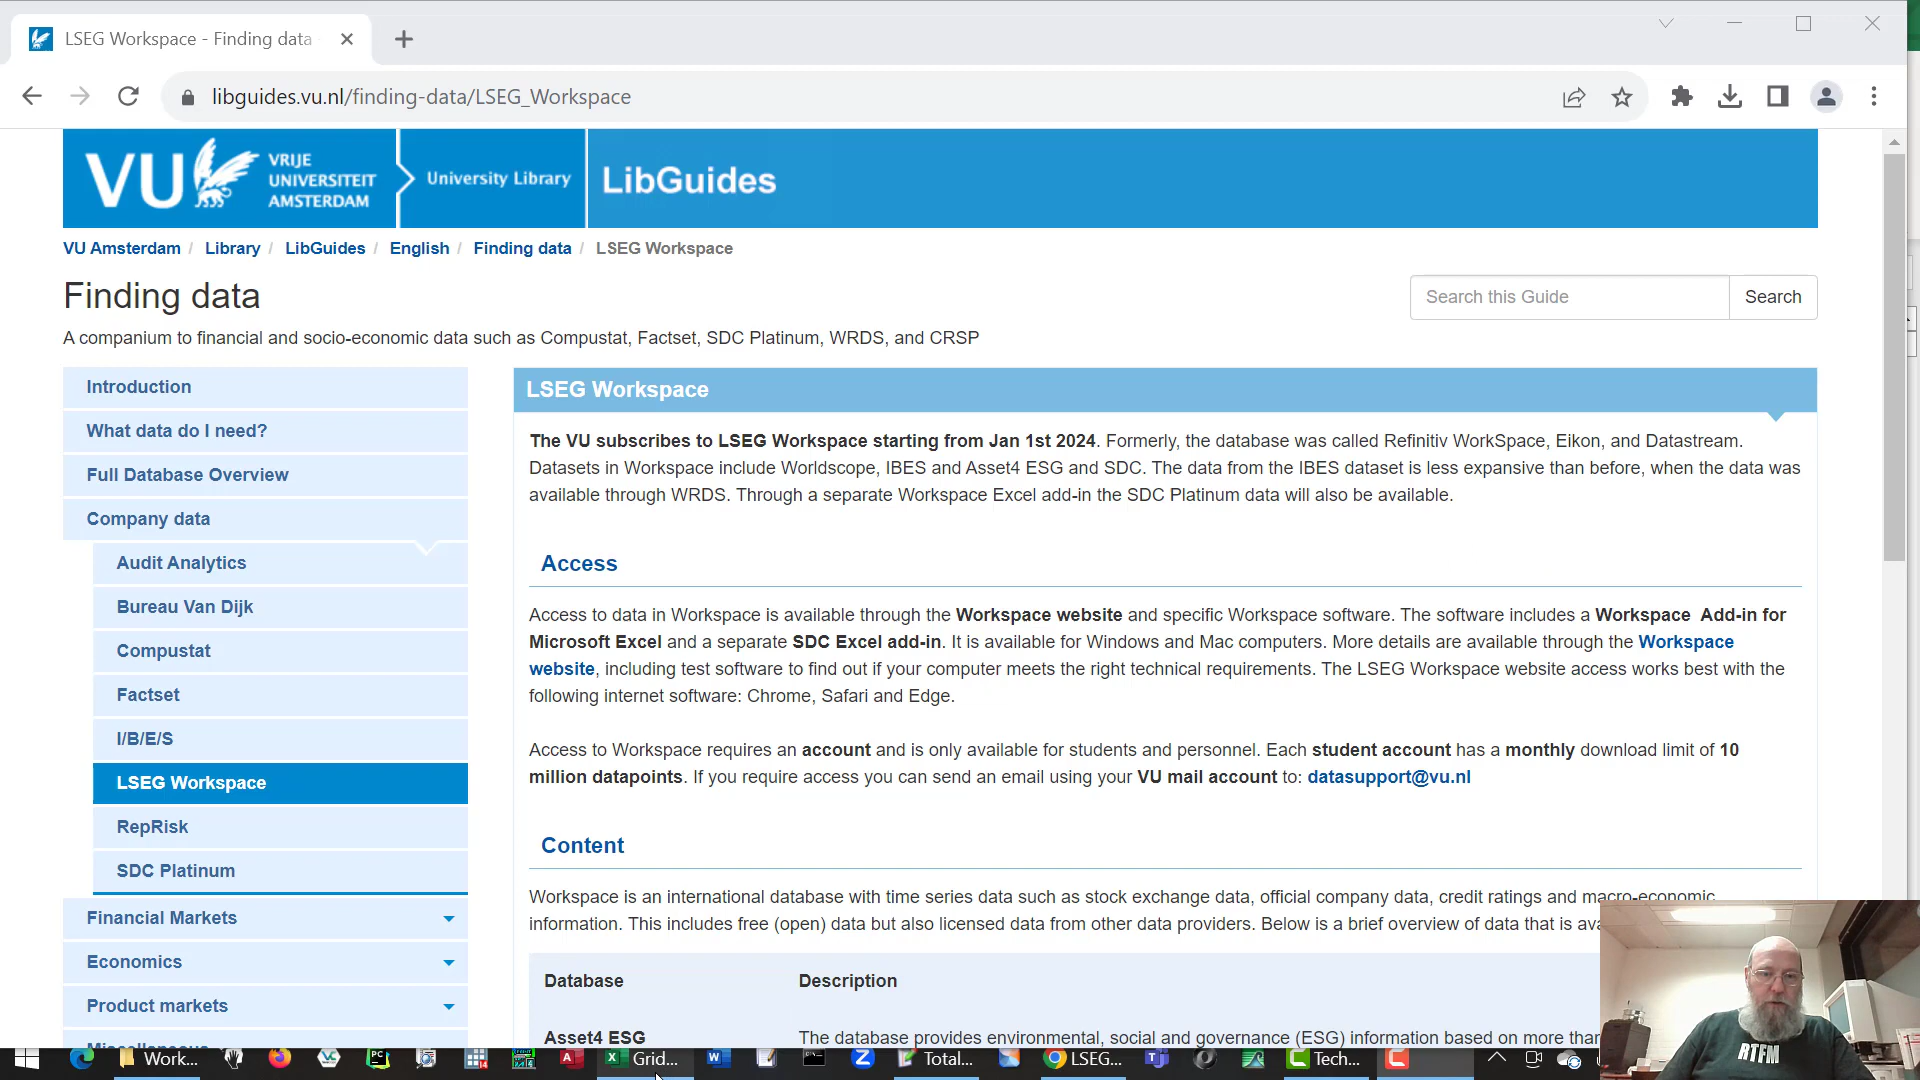 LSEG Workspace - Finding data
libguides.vu.nl/finding-data/LSEG_Workspace
VU
VRIJE
UNIVERSITEIT
AMSTERDAM
University Library
LibGuides
VU Amsterdam / Library / LibGuides / English / Finding data / LSEG Workspace
Finding data
Search this Guide
Search
A companium to financial and socio-economic data such as Compustat, Factset, SDC Platinum, WRDS, and CRSP
Introduction
What data do I need?
Full Database Overview
Company data
Audit Analytics
Bureau Van Dijk
Compustat
Factset
I/B/E/S
LSEG Workspace
RepRisk
SDC Platinum
Financial Markets
Economics
Product markets
Miscellaneous
LSEG Workspace
The VU subscribes to LSEG Workspace starting from Jan 1st 2024. Formerly, the database was called Refinitiv WorkSpace, Eikon, and Datastream.
Datasets in Workspace include Worldscope, IBES and Asset4 ESG and SDC. The data from the IBES dataset is less expansive than before, when the data was
available through WRDS. Through a separate Workspace Excel add-in the SDC Platinum data will also be available.
Access
Access to data in Workspace is available through the Workspace website and specific Workspace software. The software includes a Workspace Add-in for
Microsoft Excel and a separate SDC Excel add-in. It is available for Windows and Mac computers. More details are available through the Workspace
website, including test software to find out if your computer meets the right technical requirements. The LSEG Workspace website access works best with the
following internet software: Chrome, Safari and Edge.
Access to Workspace requires an account and is only available for students and personnel. Each student account has a monthly download limit of 10
million datapoints. If you require access you can send an email using your VU mail account to: datasupport@vu.nl
Content
Workspace is an international database with time series data such as stock exchange data, official company data, credit ratings and macro-economic
information. This includes free (open) data but also licensed data from other data providers. Below is a brief overview of data that is ava
Database Description
Asset4 ESG The database provides environmental, social and governance (ESG) information based on more than
RTFM
Work... Grid... Total... LSEG... Tech...